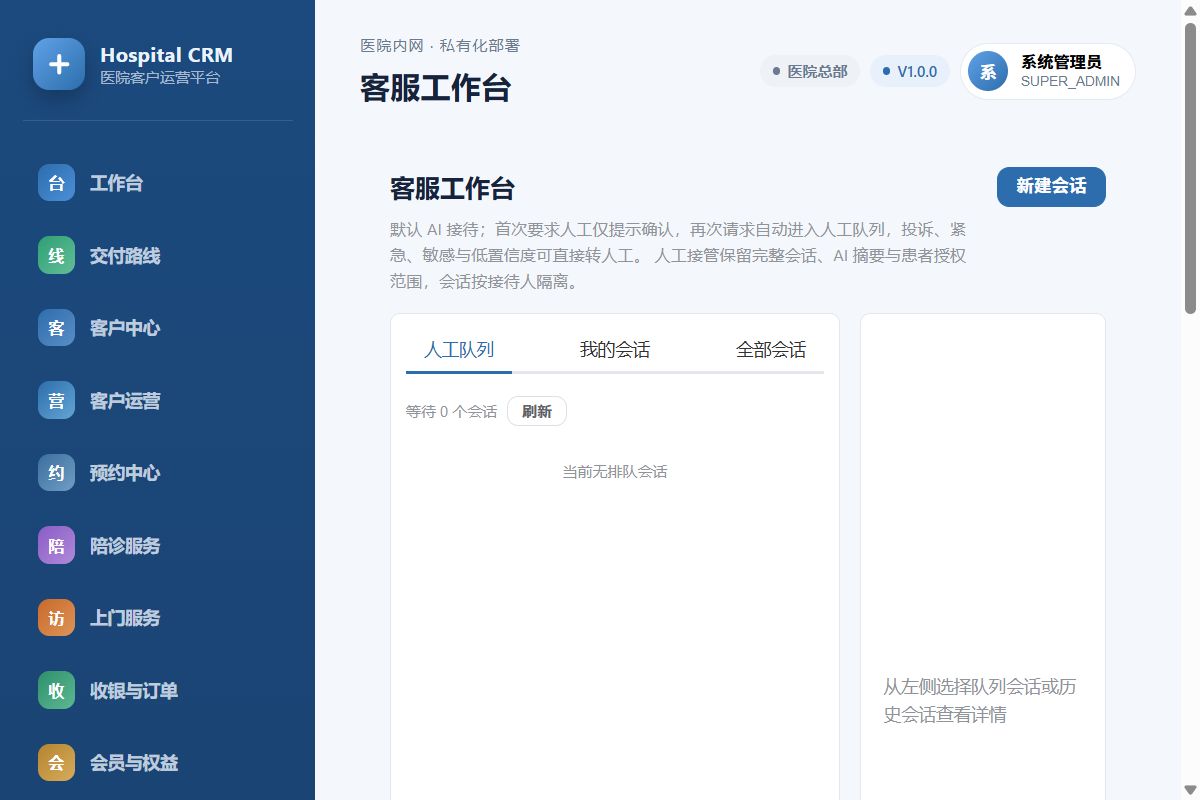 Hospital CRM
医院客户运营平台
台 工作台
线 交付路线
客 客户中心
营 客户运营
约 预约中心
陪 陪诊服务
访 上门服务
收 收银与订单
会 会员与权益
医院内网 · 私有化部署
客服工作台
医院总部
V1.0.0
系
系统管理员
SUPER_ADMIN
客服工作台
新建会话
默认 AI 接待；首次要求人工仅提示确认，再次请求自动进入人工队列，投诉、紧
急、敏感与低置信度可直接转人工。 人工接管保留完整会话、AI 摘要与患者授权
范围，会话按接待人隔离。
人工队列 我的会话 全部会话
等待 0 个会话 刷新
当前无排队会话
从左侧选择队列会话或历
史会话查看详情